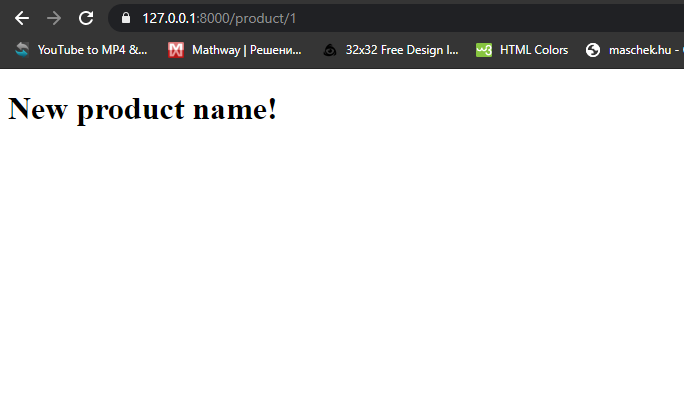 127.0.0.1:8000/product/1
YouTube to MP4 &... Mathway | Решени... 32x32 Free Design I... HTML Colors maschek.hu -
New product name!